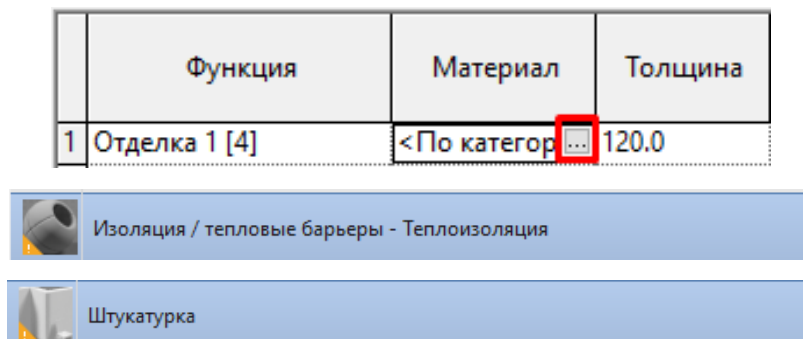 Функция Материал Толщина
1 Отделка 1 [4] <По категор ... 120.0
Изоляция / тепловые барьеры - Теплоизоляция
Штукатурка